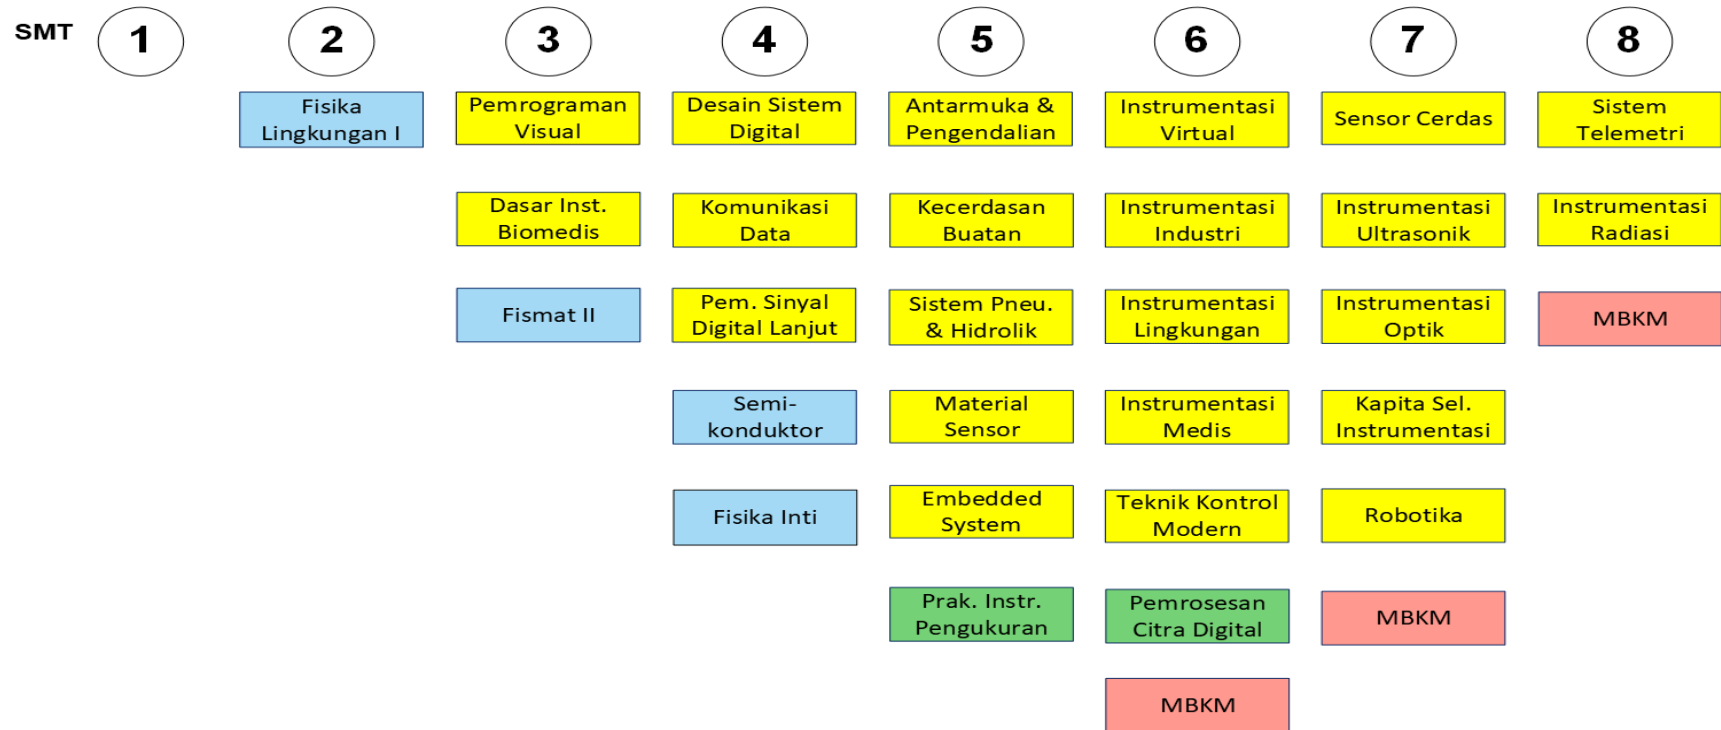 SMT 1 2 3 4 5 6 7 8
Fisika
Lingkungan I
Pemrograman
Visual
Desain Sistem
Digital
Antarmuka &
Pengendalian
Instrumentasi
Virtual
Sensor Cerdas
Sistem
Telemetri
Dasar Inst.
Biomedis
Komunikasi
Data
Kecerdasan
Buatan
Instrumentasi
Industri
Instrumentasi
Ultrasonik
Instrumentasi
Radiasi
Fismat II
Pem. Sinyal
Digital Lanjut
Sistem Pneu.
& Hidrolik
Instrumentasi
Lingkungan
Instrumentasi
Optik
MBKM
Semi-
konduktor
Material
Sensor
Instrumentasi
Medis
Kapita Sel.
Instrumentasi
Fisika Inti
Embedded
System
Teknik Kontrol
Modern
Robotika
Prak. Instr.
Pengukuran
Pemrosesan
Citra Digital
MBKM
MBKM